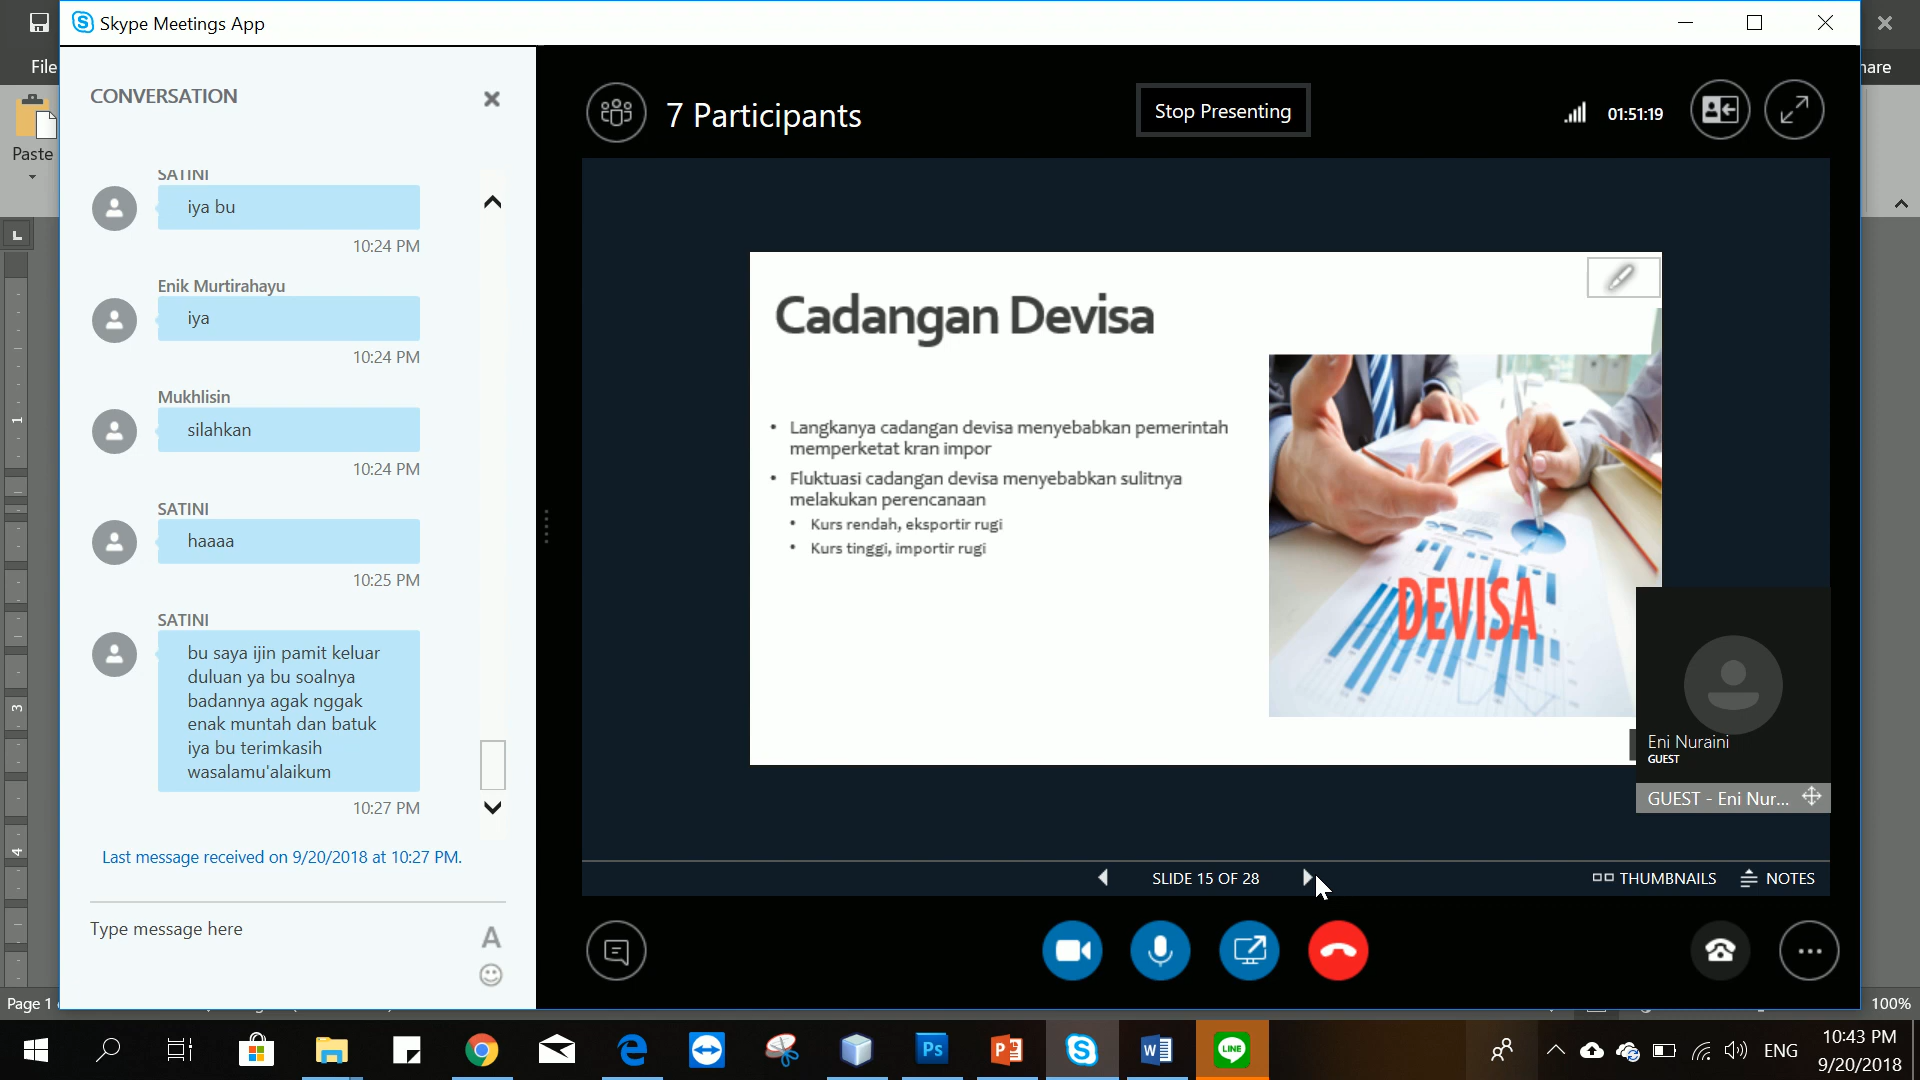 Skype Meetings App
File
hare
Paste
CONVERSATION
SATINI
iya bu
10:24 PM
Enik Murtirahayu
iya
10:24 PM
Mukhlisin
silahkan
10:24 PM
SATINI
haaaa
10:25 PM
SATINI
bu saya ijin pamit keluar
duluan ya bu soalnya
badannya agak nggak
enak muntah dan batuk
iya bu terimkasih
wasalamu'alaikum
10:27 PM
Last message received on 9/20/2018 at 10:27 PM.
Type message here
A
7 Participants
Stop Presenting
01:51:19
Cadangan Devisa
• Langkanya cadangan devisa menyebabkan pemerintah
memperketat kran impor
• Fluktuasi cadangan devisa menyebabkan sulitnya
melakukan perencanaan
• Kurs rendah, eksportir rugi
• Kurs tinggi, importir rugi
DEVISA
Eni Nuraini
GUEST
GUEST - Eni Nur...
SLIDE 15 OF 28
THUMBNAILS
NOTES
1
3
4
Page 1
100%
Ps
LINE
ENG
10:43 PM
9/20/2018